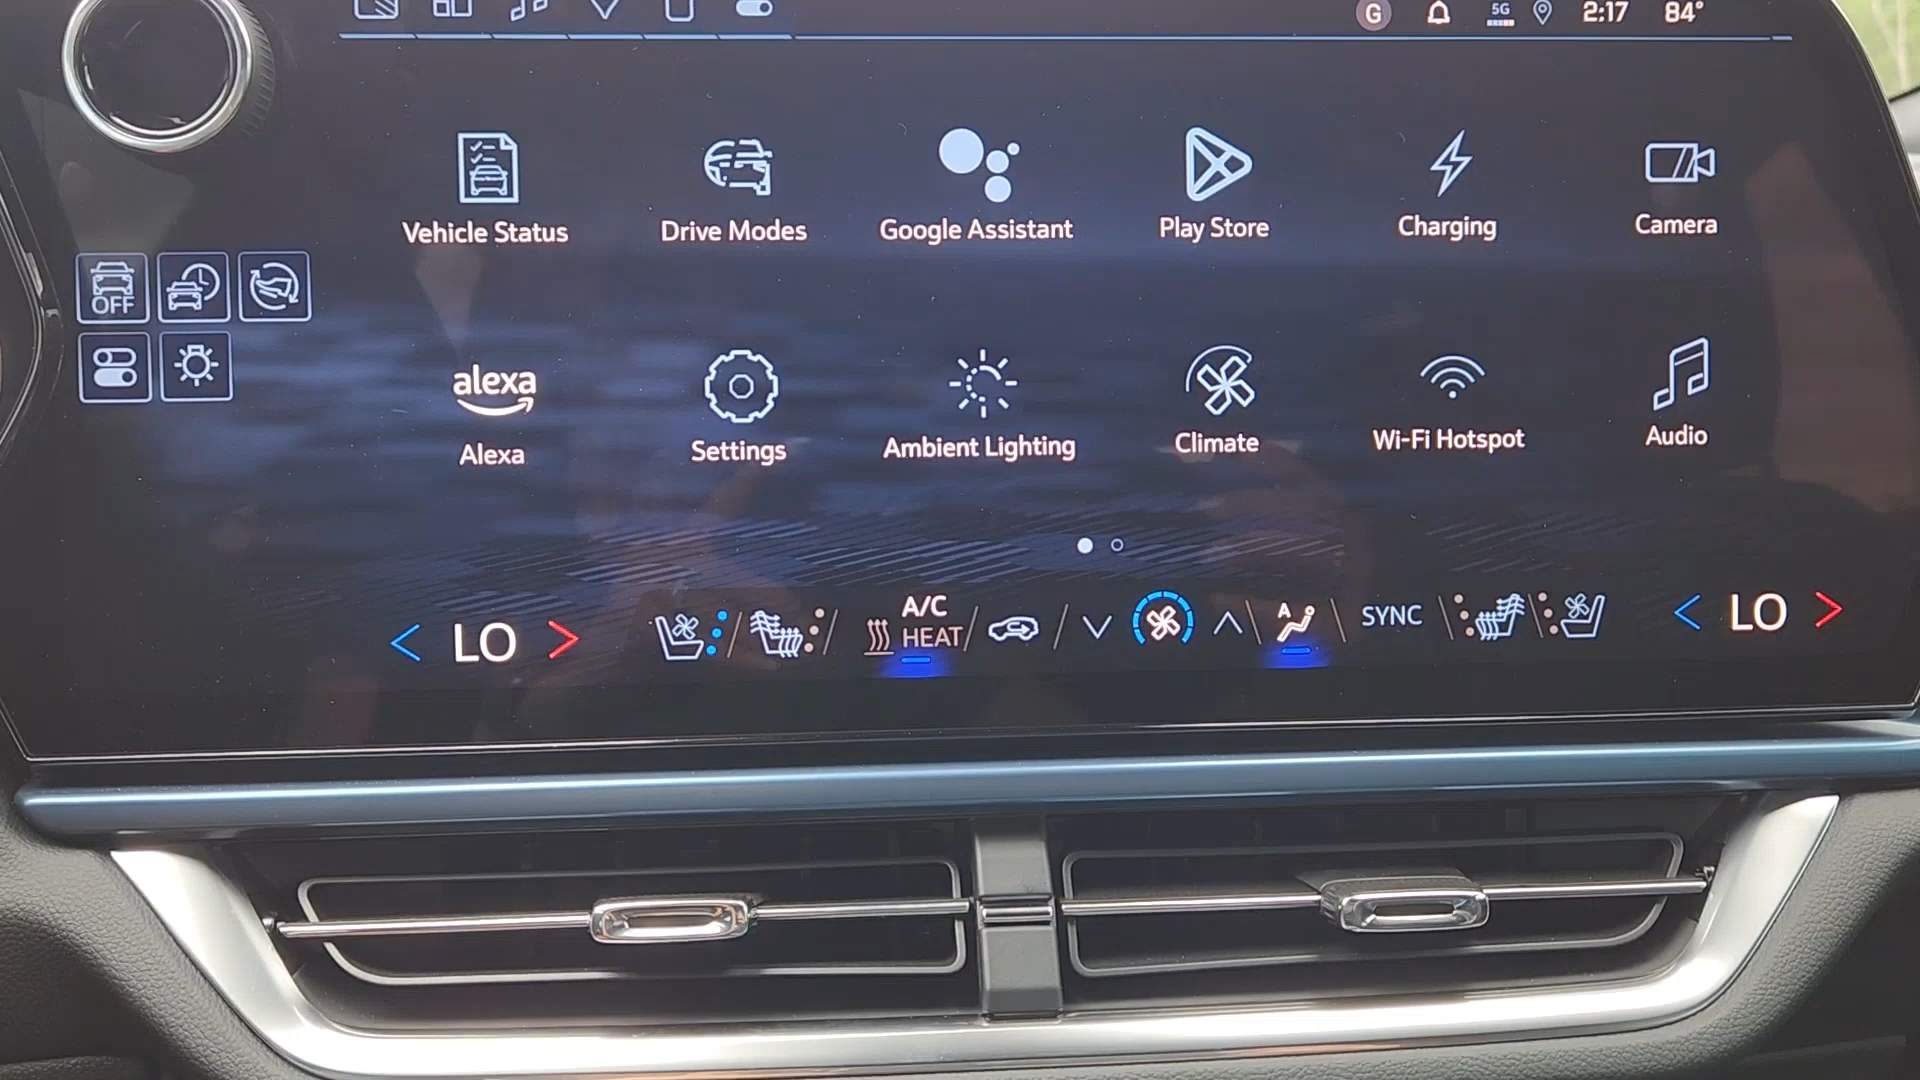 G 5G 2:17 84°
Vehicle Status Drive Modes Google Assistant Play Store Charging Camera
OFF
alexa
Alexa Settings Ambient Lighting Climate Wi-Fi Hotspot Audio
LO A/C HEAT A SYNC LO